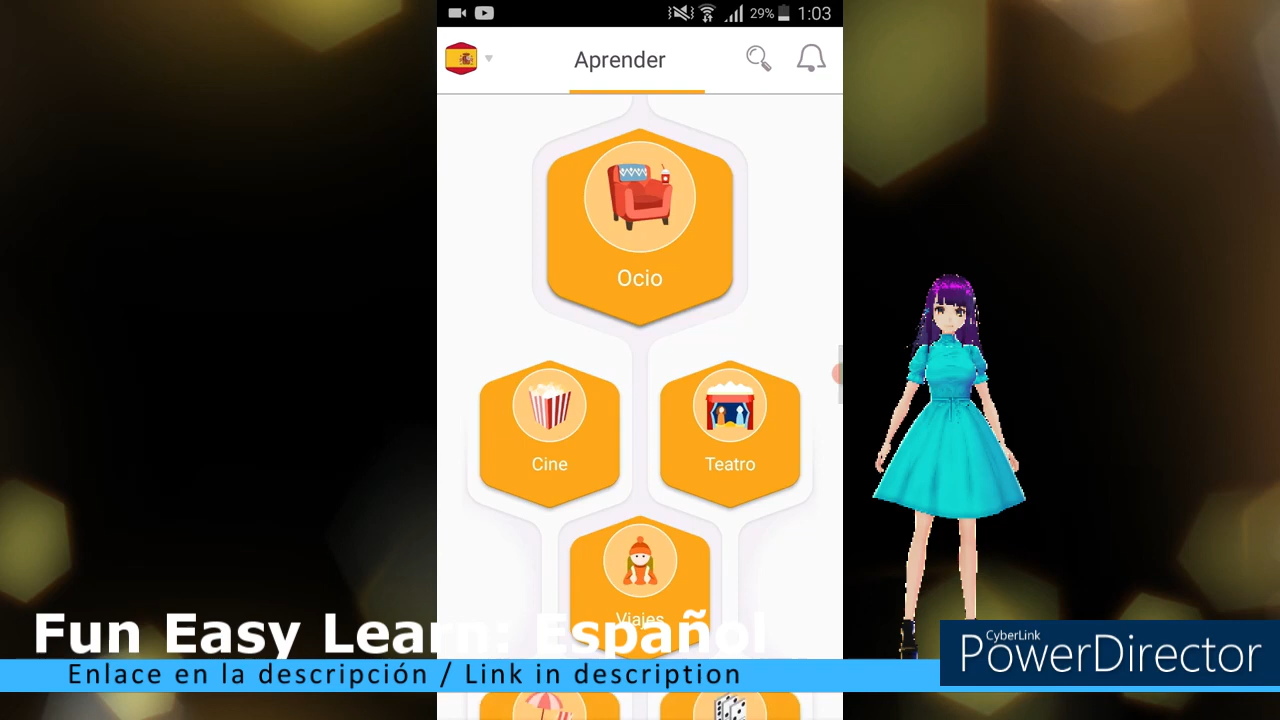 29% 1:03
Aprender
Ocio
Cine
Teatro
Viajes
Fun Easy Learn: Español
Enlace en la descripción / Link in description
CyberLink
PowerDirector